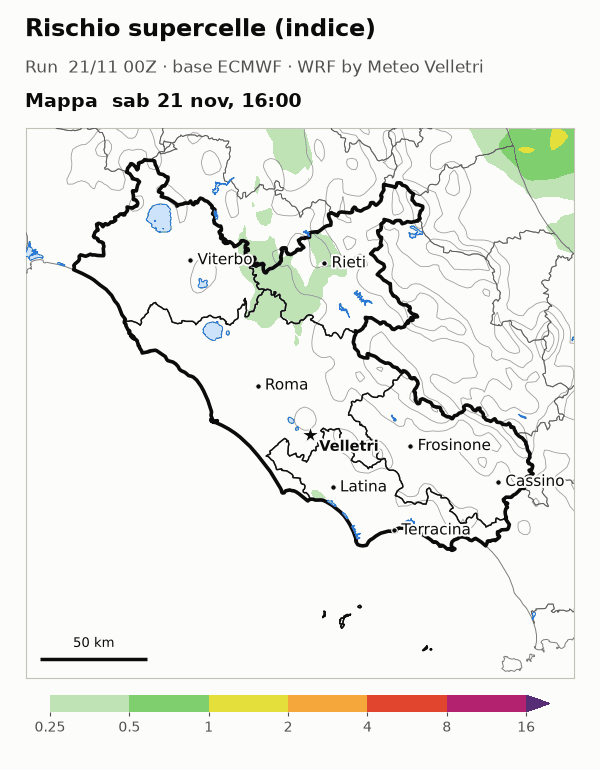 Rischio supercelle (indice)
Run  21/11 00Z · base ECMWF · WRF by Meteo Velletri
Mappa  sab 21 nov, 16:00
Viterbo
Rieti
Roma
Velletri
Frosinone
Cassino
Latina
Terracina
50 km
0.25 0.5 1 2 4 8 16